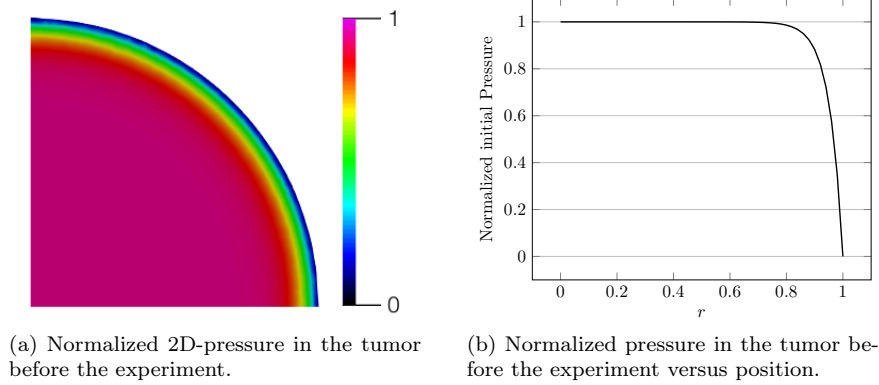 1
0
(a) Normalized 2D-pressure in the tumor
before the experiment.
Normalized initial Pressure
1
0.8
0.6
0.4
0.2
0
0
0.2
0.4
0.6
0.8
1
r
(b) Normalized pressure in the tumor be-
fore the experiment versus position.